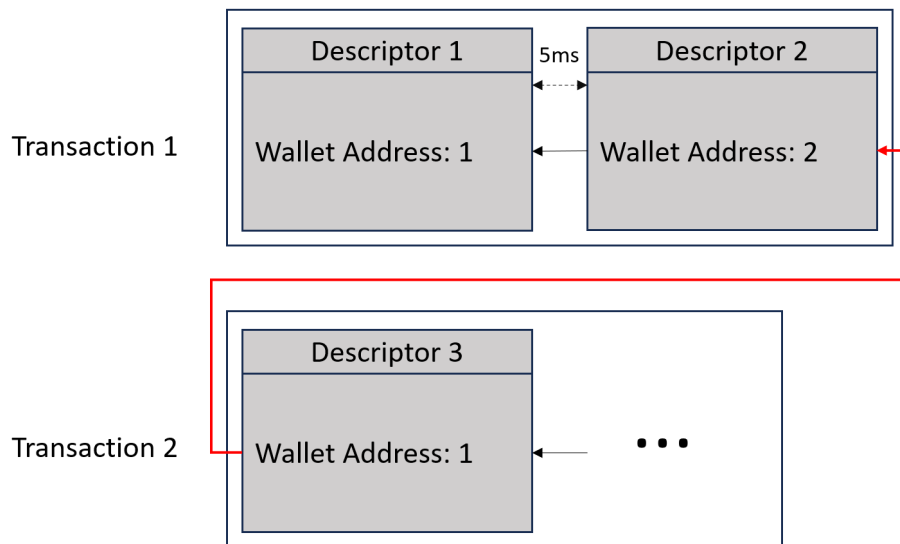 Descriptor 1
5ms
Descriptor 2
Transaction 1
Wallet Address: 1
Wallet Address: 2
Descriptor 3
Transaction 2
Wallet Address: 1
...